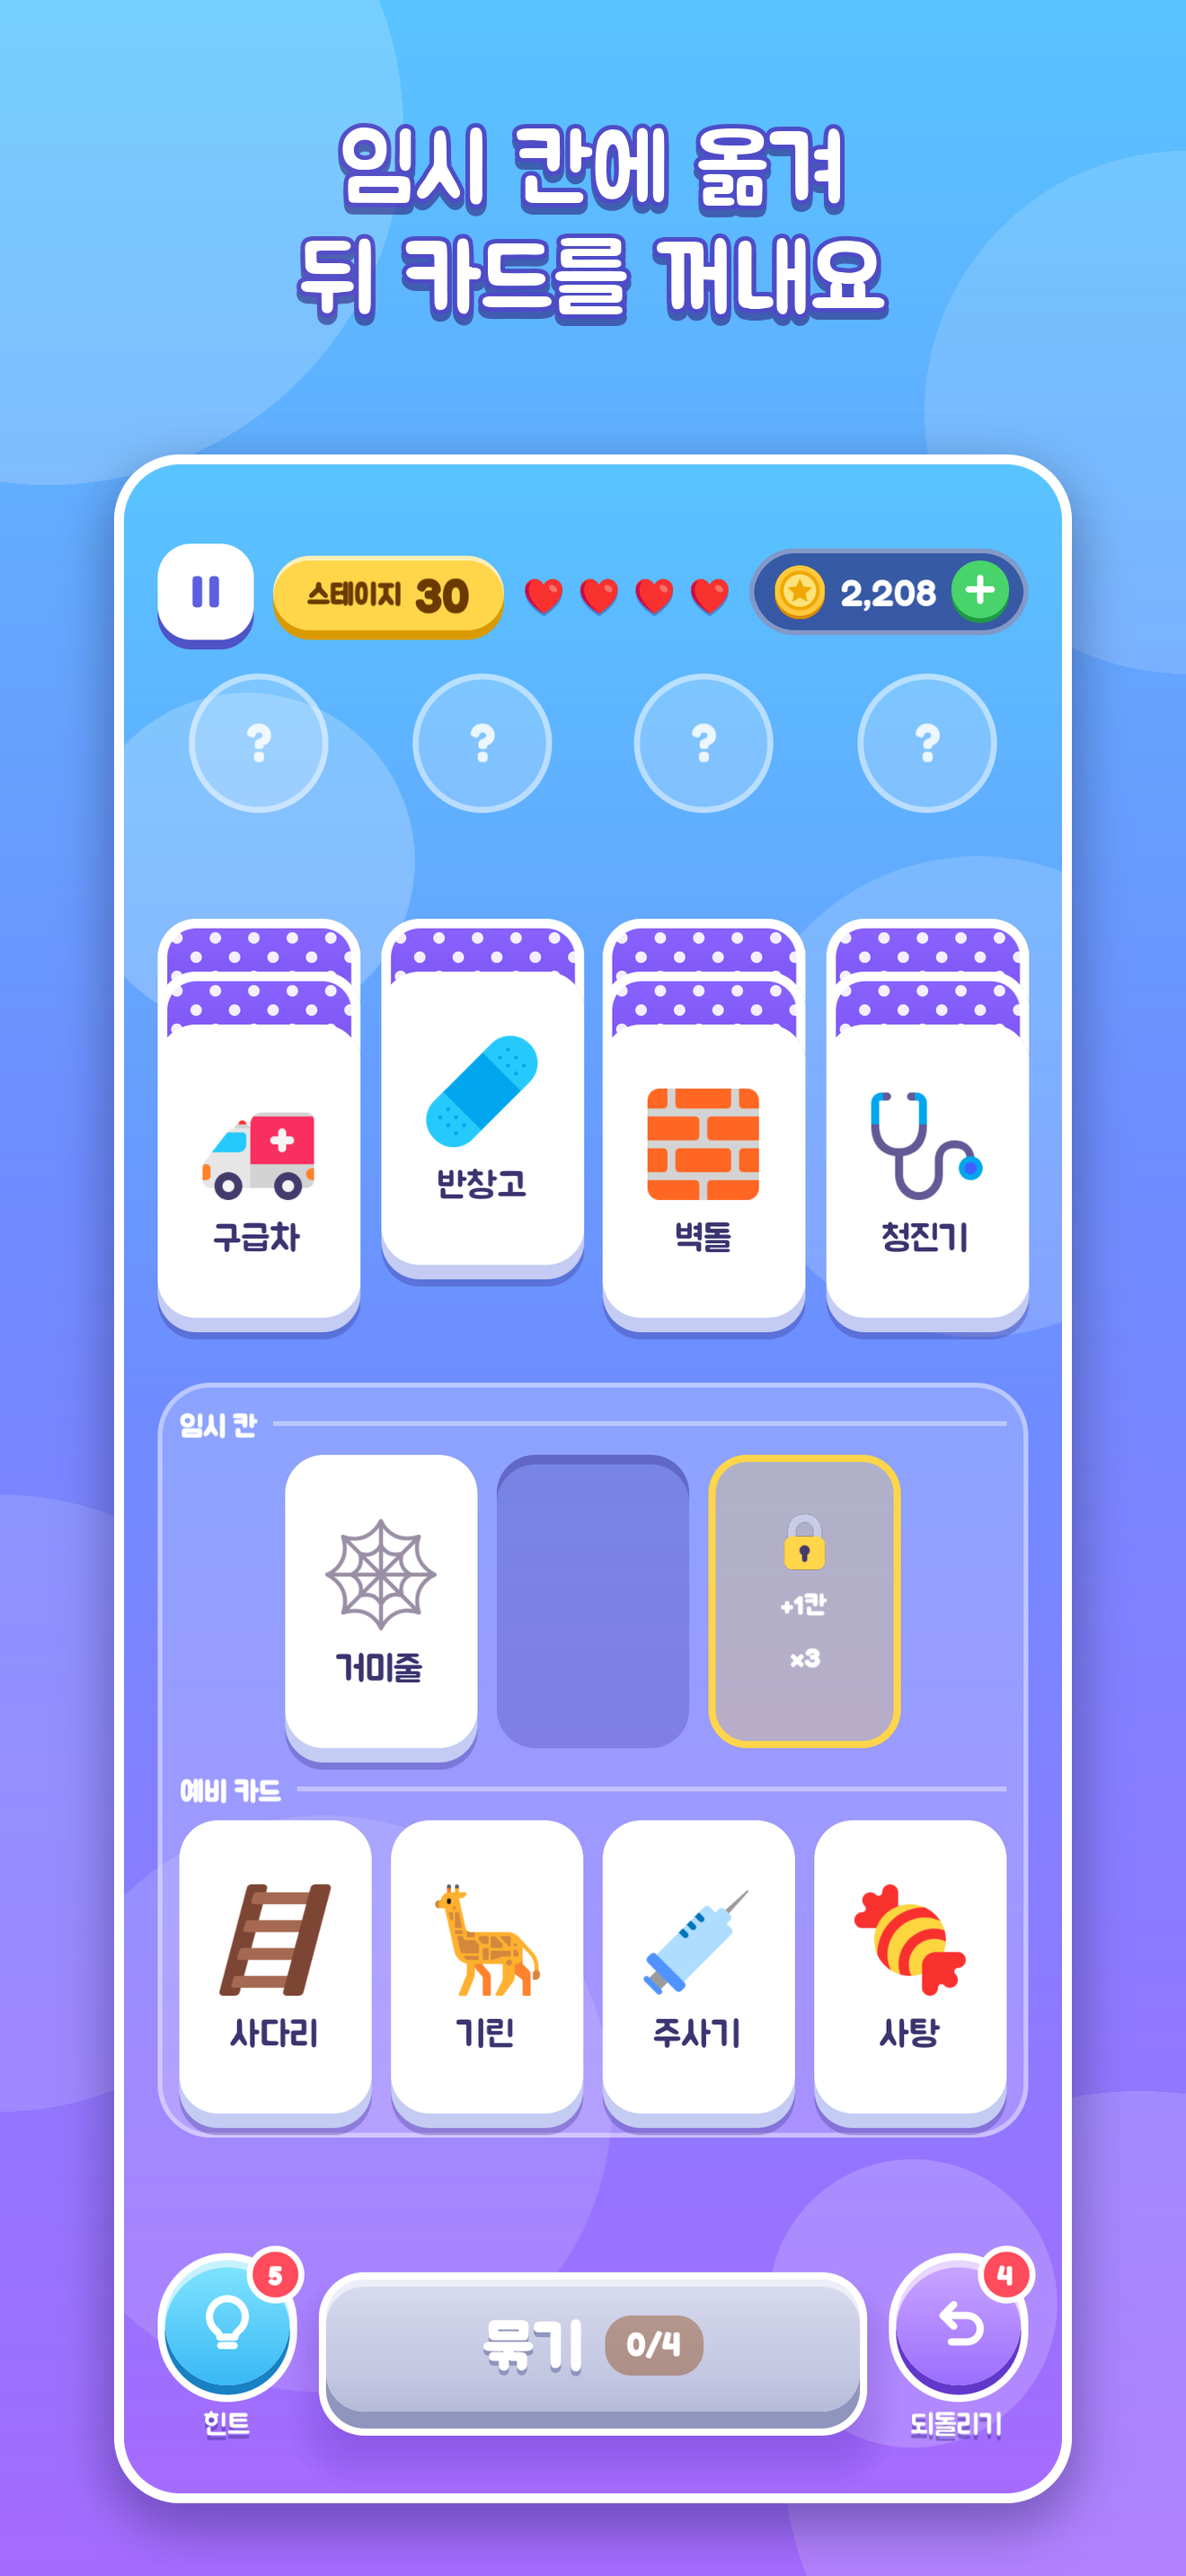 임시 칸에 옮겨
뒤 카드를 꺼내요
스테이지 30
2,208
? ? ? ?
구급차
반창고
벽돌
청진기
임시 칸
거미줄
+1칸
×3
예비 카드
사다리
기린
주사기
사탕
5
힌트
묶기 0/4
4
되돌리기